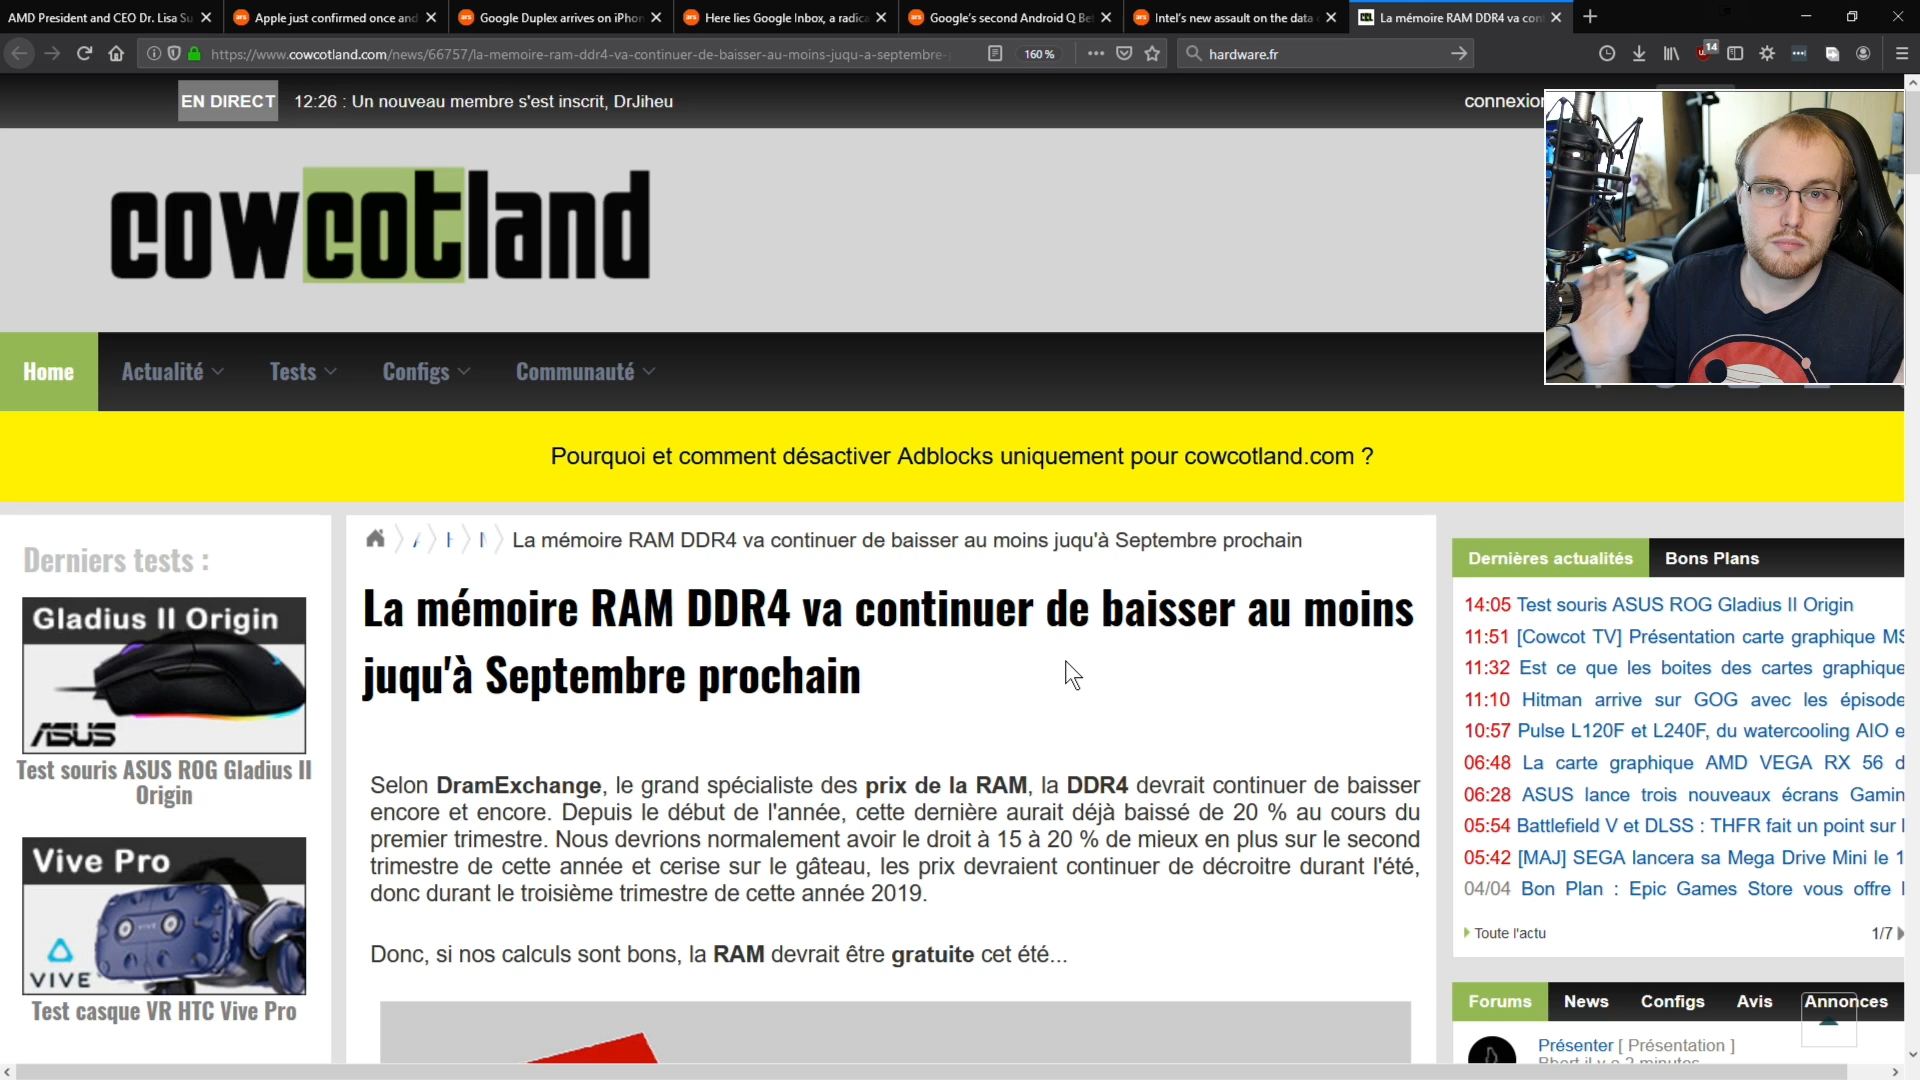 AMD President and CEO Dr. Lisa Su
Apple just confirmed once and
Google Duplex arrives on iPhon
Here lies Google Inbox, a radica
Google's second Android Q Be
Intel's new assault on the data
La mémoire RAM DDR4 va con
https://www.cowcotland.com/news/66757/la-memoire-ram-ddr4-va-continuer-de-baisser-au-moins-juqu-a-septembre-
160%
hardware.fr
14
EN DIRECT
12:26 : Un nouveau membre s'est inscrit, DrJiheu
connexion
cowcotland
Home
Actualité
Tests
Configs
Communauté
Pourquoi et comment désactiver Adblocks uniquement pour cowcotland.com ?
Derniers tests :
Gladius II Origin
ASUS
Test souris ASUS ROG Gladius II
Origin
Vive Pro
VIVE
Test casque VR HTC Vive Pro
La mémoire RAM DDR4 va continuer de baisser au moins juqu'à Septembre prochain
La mémoire RAM DDR4 va continuer de baisser au moins
juqu'à Septembre prochain
Selon DramExchange, le grand spécialiste des prix de la RAM, la DDR4 devrait continuer de baisser
encore et encore. Depuis le début de l'année, cette dernière aurait déjà baissé de 20 % au cours du
premier trimestre. Nous devrions normalement avoir le droit à 15 à 20 % de mieux en plus sur le second
trimestre de cette année et cerise sur le gâteau, les prix devraient continuer de décroitre durant l'été,
donc durant le troisième trimestre de cette année 2019.
Donc, si nos calculs sont bons, la RAM devrait être gratuite cet été...
Dernières actualités
Bons Plans
14:05 Test souris ASUS ROG Gladius II Origin
11:51 [Cowcot TV] Présentation carte graphique MS
11:32 Est ce que les boites des cartes graphique
11:10 Hitman arrive sur GOG avec les épisode
10:57 Pulse L120F et L240F, du watercooling AIO e
06:48 La carte graphique AMD VEGA RX 56 d
06:28 ASUS lance trois nouveaux écrans Gamin
05:54 Battlefield V et DLSS : THFR fait un point sur l
05:42 [MAJ] SEGA lancera sa Mega Drive Mini le 1
04/04 Bon Plan : Epic Games Store vous offre l
Toute l'actu
1/7
Forums
News
Configs
Avis
Annonces
Présenter [ Présentation ]